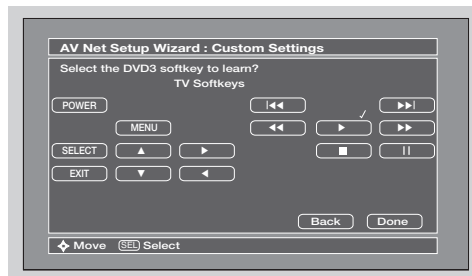 AV Net Setup Wizard : Custom Settings
Select the DVD3 softkey to learn?
TV Softkeys
POWER
MENU
SELECT
EXIT
Back Done
Move SEL Select